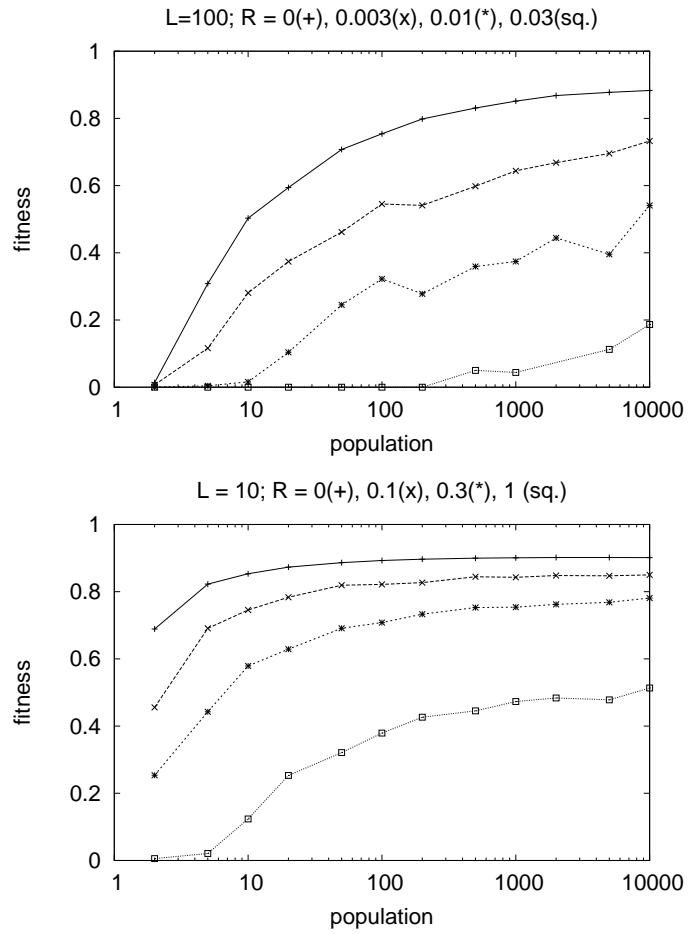 L=100; R = 0(+), 0.003(x), 0.01(*), 0.03(sq.)
1
0.8
0.6
0.4
0.2
0
fitness
1 10 100 1000 10000
population
L = 10; R = 0(+), 0.1(x), 0.3(*), 1 (sq.)
1
0.8
0.6
0.4
0.2
0
fitness
1 10 100 1000 10000
population